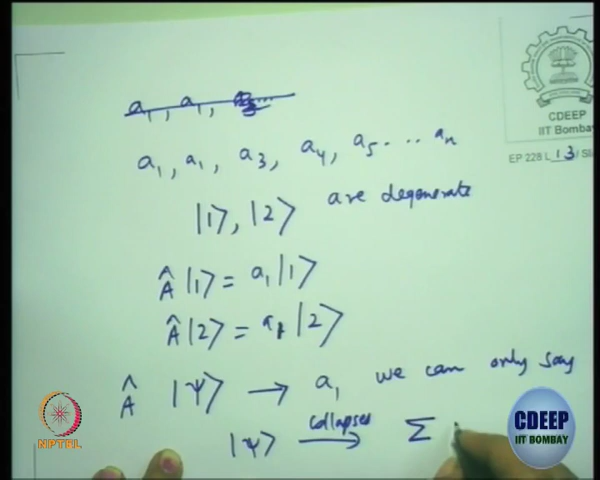 a₁, a₁,
a₁, a₁, a₃, a₄, a₅ . . . aₙ
|1⟩, |2⟩ are degenerate
Â|1⟩ = a₁|1⟩
Â|2⟩ = a₁|2⟩
Â |Ψ⟩ → a₁ we can only say
|Ψ⟩ collapses → Σ
CDEEP
IIT Bombay
EP 228 L 13 / Sl
NPTEL
CDEEP
IIT BOMBAY